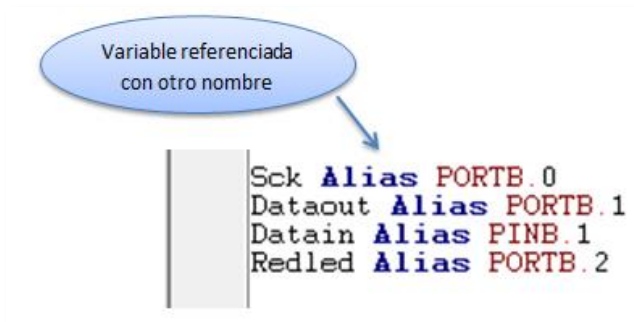 Variable referenciada
con otro nombre
Sck Alias PORTB.0
Dataout Alias PORTB.1
Datain Alias PINB.1
Redled Alias PORTB.2